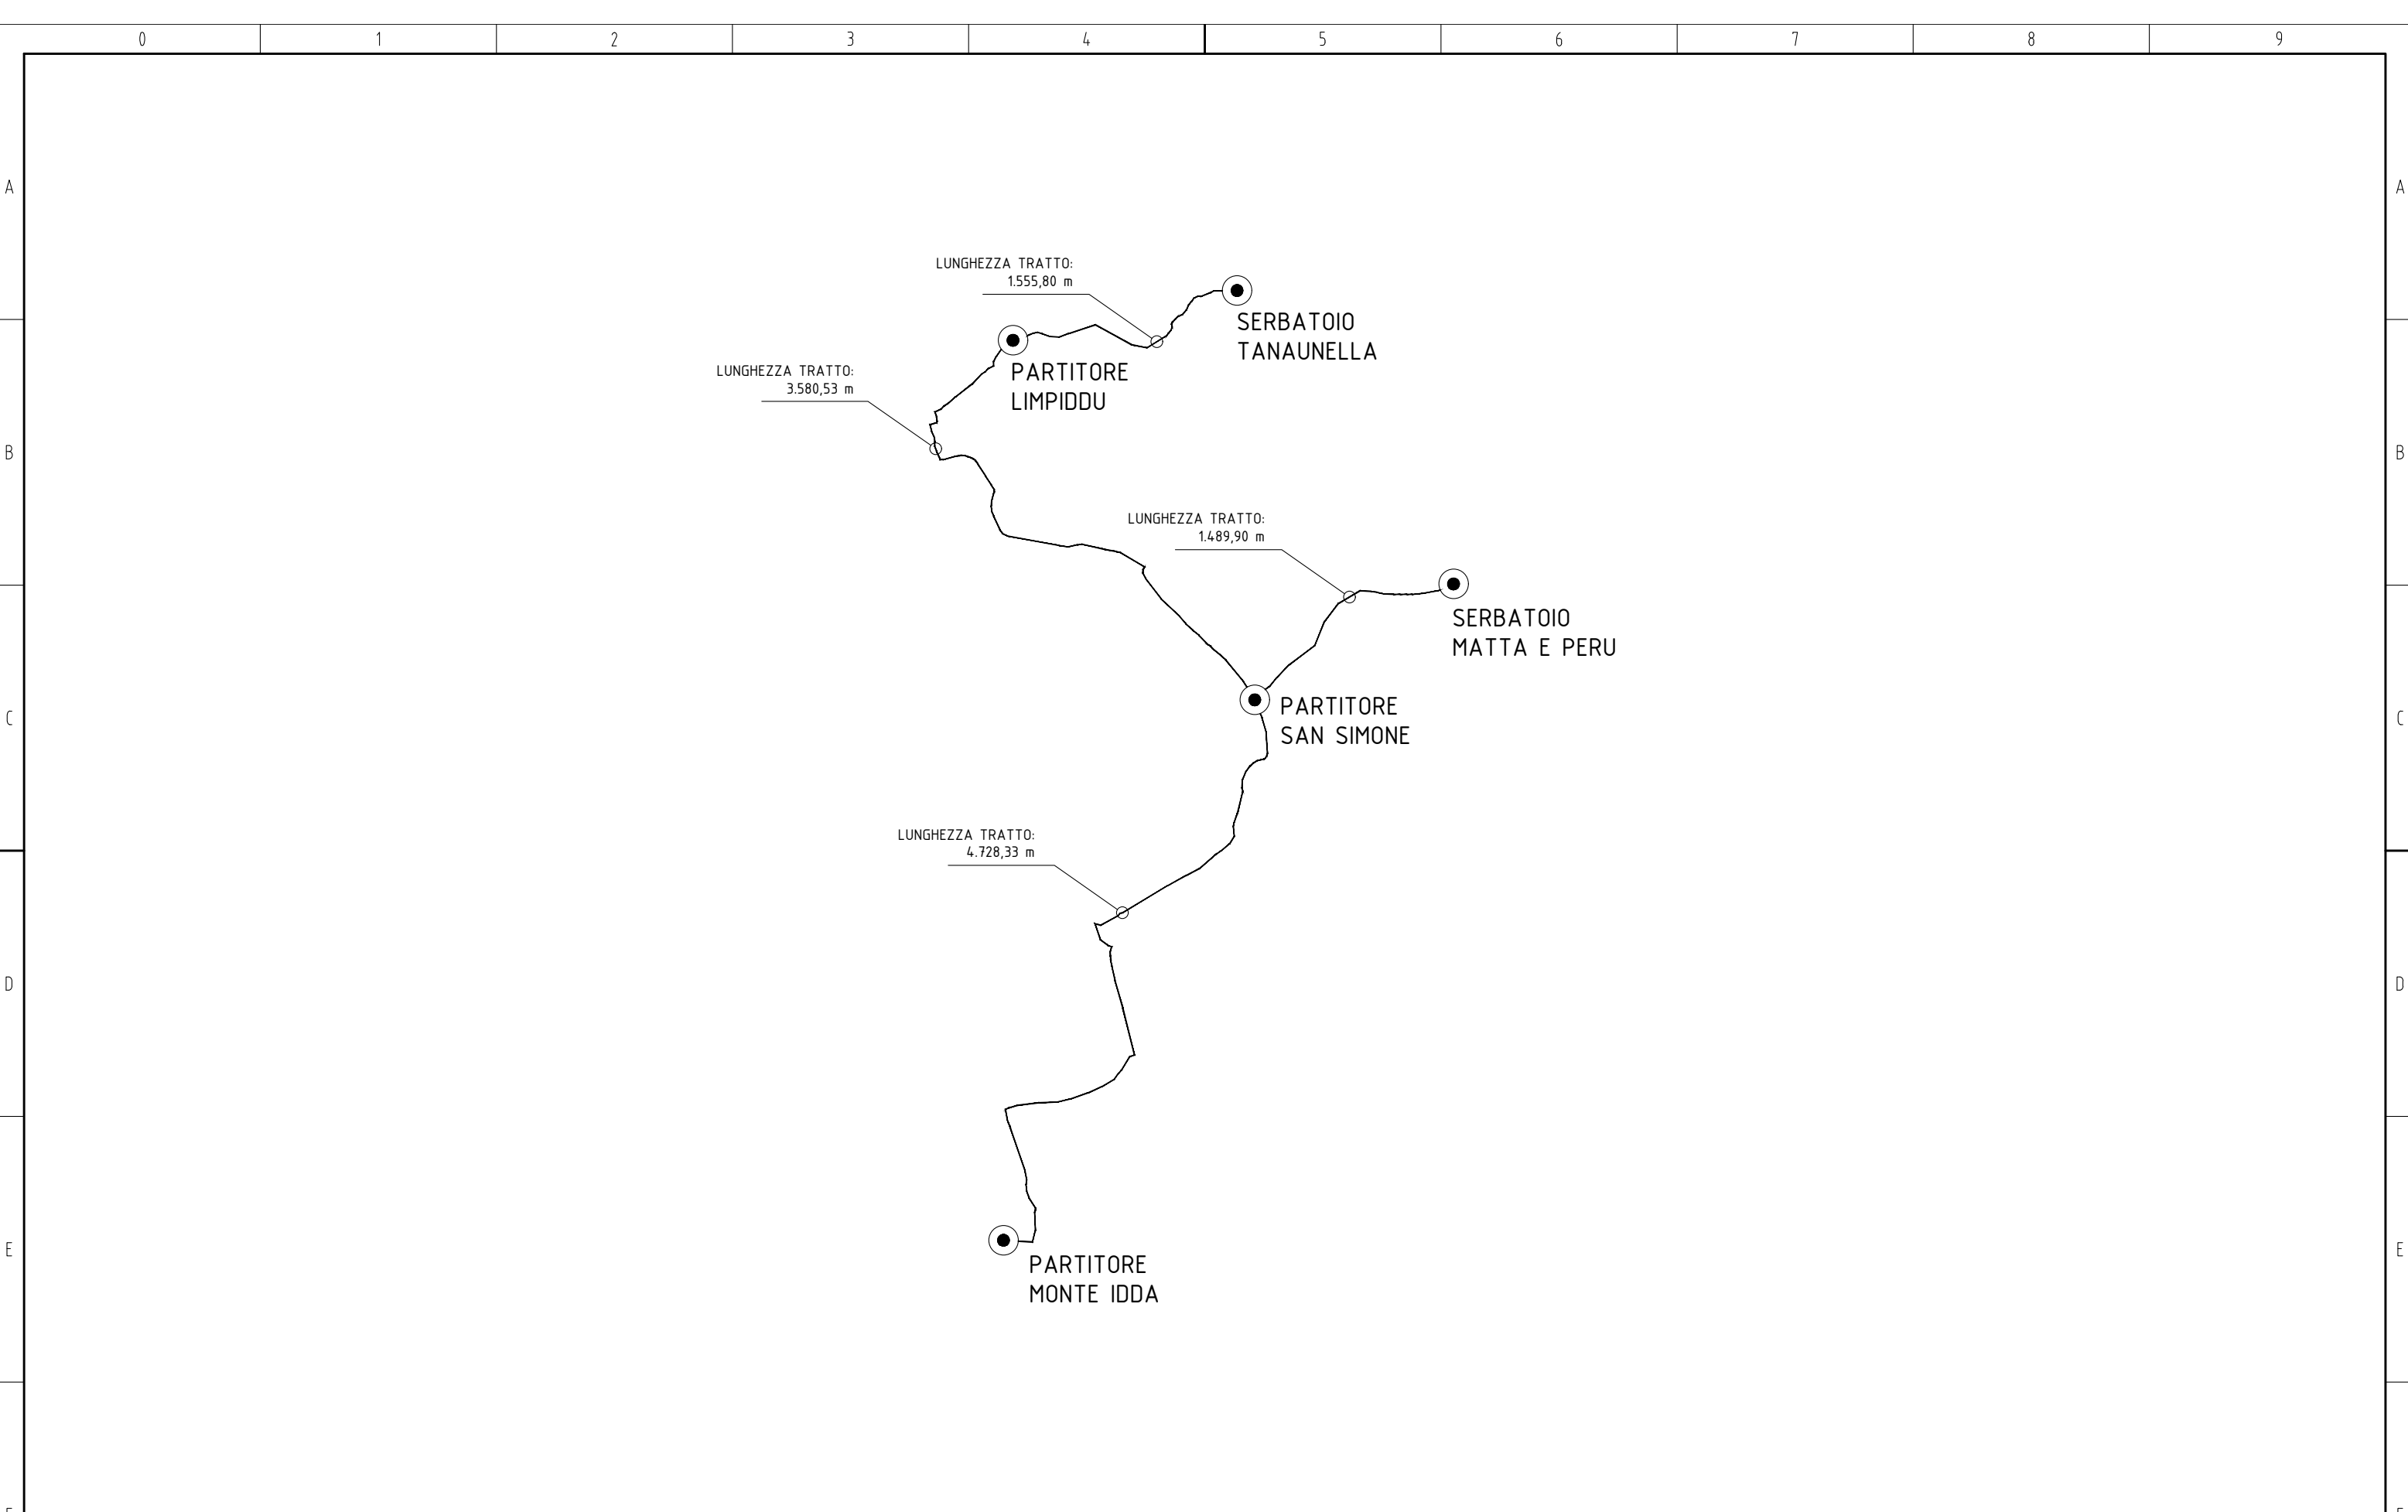 0 1 2 3 4 5 6 7 8 9
A A
LUNGHEZZA TRATTO:
1.555,80 m
SERBATOIO
TANAUNELLA
LUNGHEZZA TRATTO:
3.580,53 m
PARTITORE
LIMPIDDU
B B
LUNGHEZZA TRATTO:
1.489,90 m
SERBATOIO
MATTA E PERU
PARTITORE
SAN SIMONE
C C
LUNGHEZZA TRATTO:
4.728,33 m
D D
E E
PARTITORE
MONTE IDDA